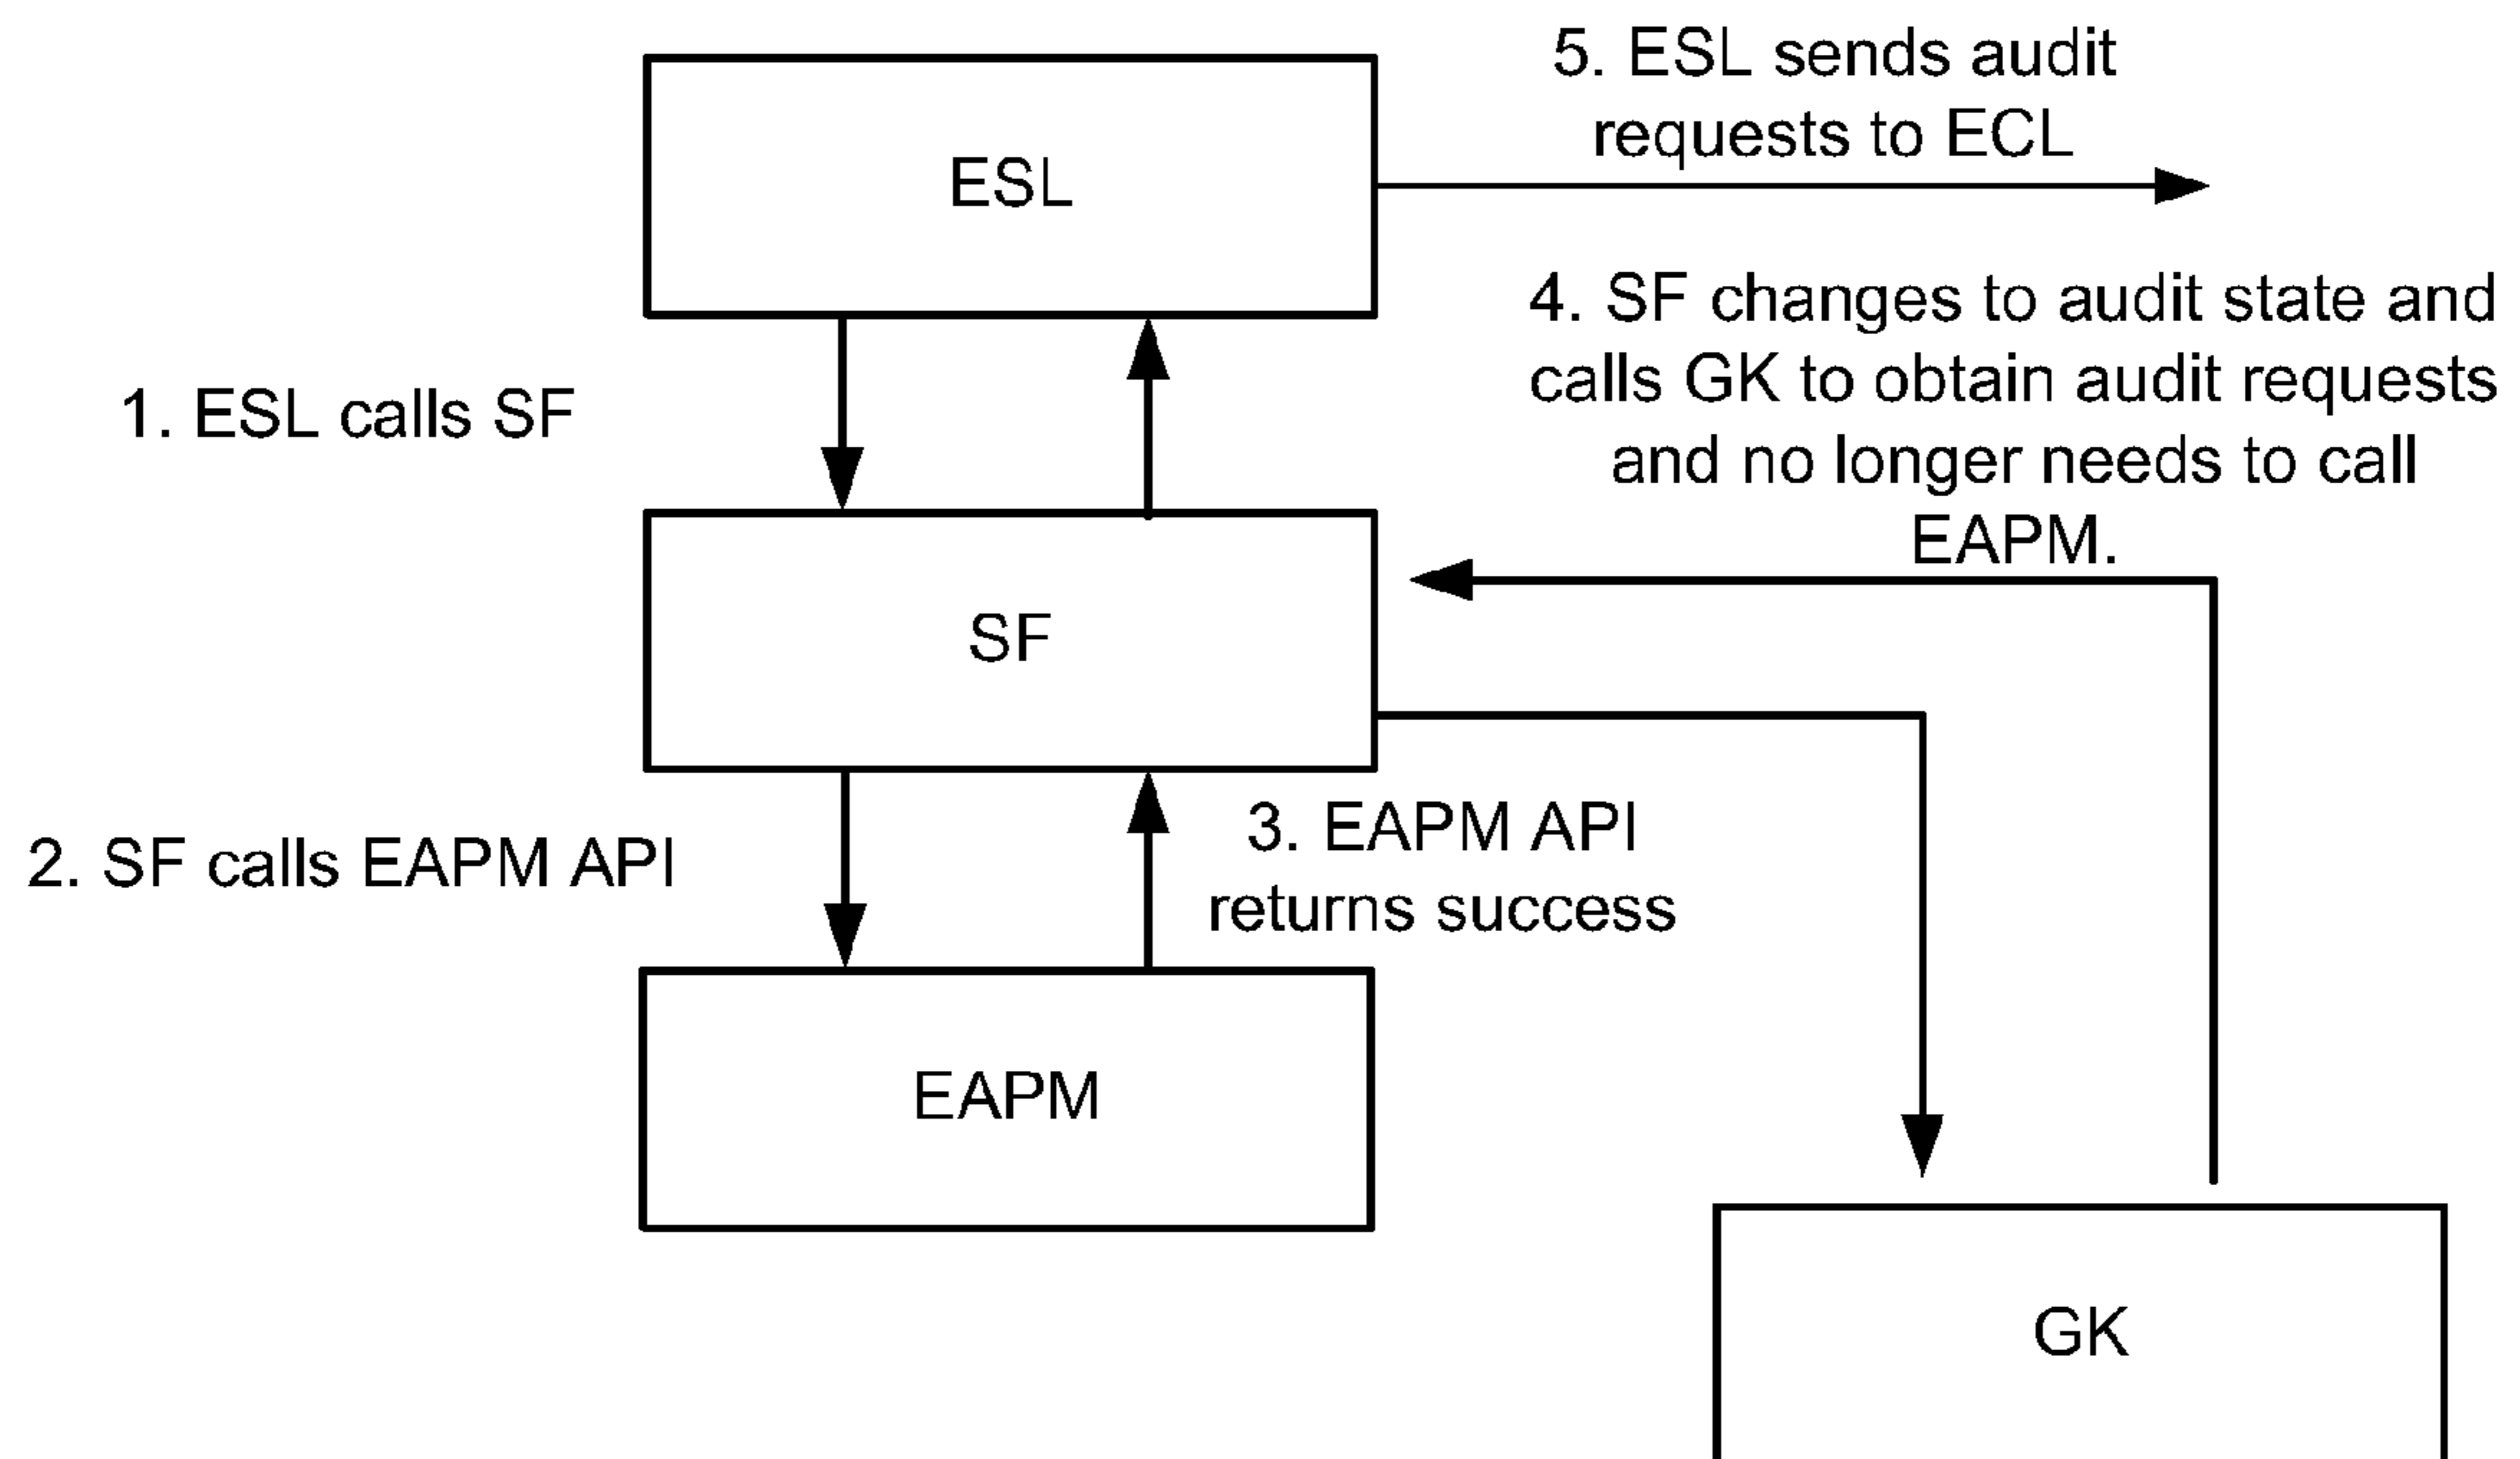 5. ESL sends audit
requests to ECL
ESL
4. SF changes to audit state and
calls GK to obtain audit requests
and no longer needs to call
EAPM.
1. ESL calls SF
SF
2. SF calls EAPM API
3. EAPM API
returns success
EAPM
GK